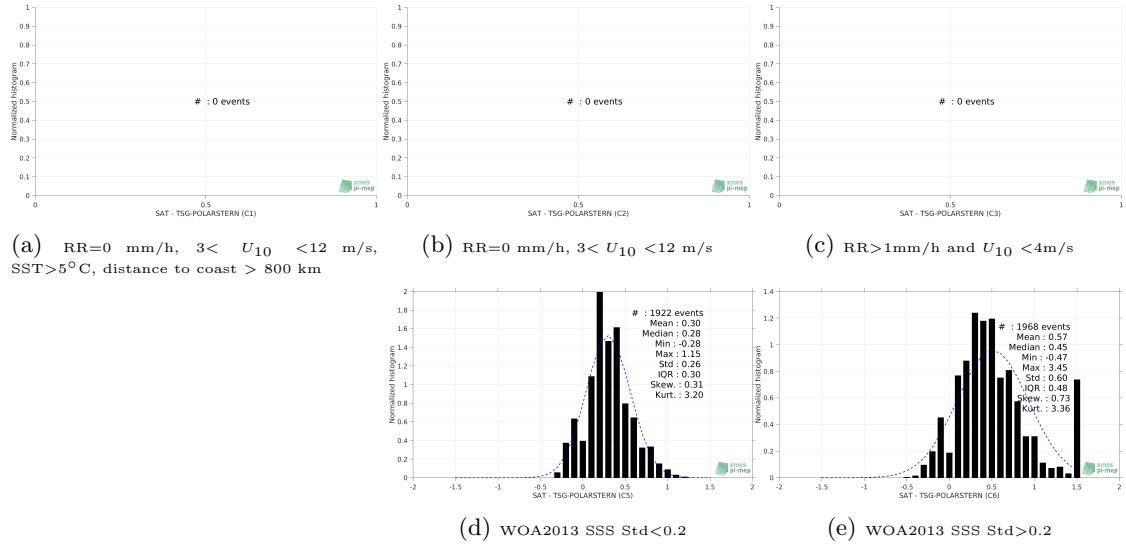 1
0.9
0.8
0.7
0.6
0.5
0.4
0.3
0.2
0.1
0
Normalized histogram
# : 0 events
smos
pi-mep
0 0.5 1
SAT - TSG-POLARSTERN (C1)
1
0.9
0.8
0.7
0.6
0.5
0.4
0.3
0.2
0.1
0
Normalized histogram
# : 0 events
smos
pi-mep
0 0.5 1
SAT - TSG-POLARSTERN (C2)
1
0.9
0.8
0.7
0.6
0.5
0.4
0.3
0.2
0.1
0
Normalized histogram
# : 0 events
smos
pi-mep
0 0.5 1
SAT - TSG-POLARSTERN (C3)
(a) RR=0 mm/h, 3< U10 <12 m/s,
SST>5°C, distance to coast > 800 km
(b) RR=0 mm/h, 3< U10 <12 m/s
(c) RR>1mm/h and U10 <4m/s
2
1.8
1.6
1.4
1.2
1
0.8
0.6
0.4
0.2
0
Normalized histogram
# : 1922 events
Mean : 0.30
Median : 0.28
Min : -0.28
Max : 1.15
Std : 0.26
IQR : 0.30
Skew. : 0.31
Kurt. : 3.20
smos
pi-mep
-2 -1.5 -1 -0.5 0 0.5 1 1.5 2
SAT - TSG-POLARSTERN (C5)
1.4
1.2
1
0.8
0.6
0.4
0.2
0
Normalized histogram
# : 1968 events
Mean : 0.57
Median : 0.45
Min : -0.47
Max : 3.45
Std : 0.60
IQR : 0.48
Skew. : 0.73
Kurt. : 3.36
smos
pi-mep
-2 -1.5 -1 -0.5 0 0.5 1 1.5 2
SAT - TSG-POLARSTERN (C6)
(d) WOA2013 SSS Std<0.2
(e) WOA2013 SSS Std>0.2